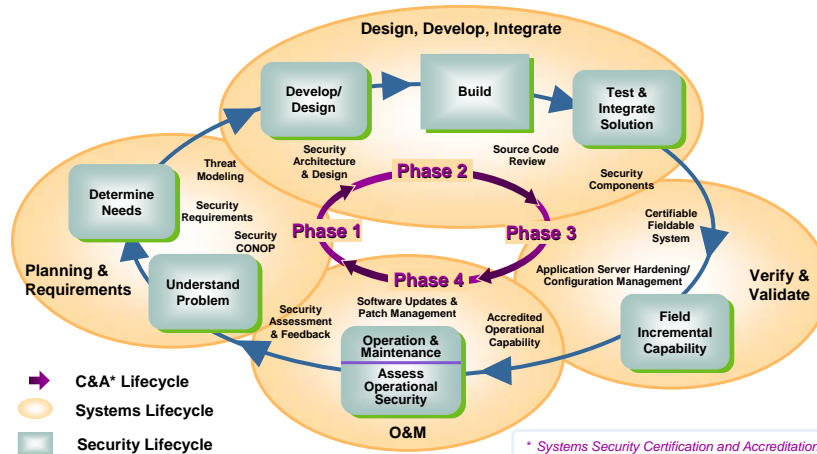 Design, Develop, Integrate
Develop/
Design
Build
Test &
Integrate
Solution
Security
Architecture
& Design
Source Code
Review
Threat
Modeling
Phase 2
Security
Components
Determine
Needs
Security
Requirements
Security
CONOP
Phase 1
Phase 3
Certifiable
Fieldable
System
Planning &
Requirements
Understand
Problem
Phase 4
Application Server Hardening/
Configuration Management
Verify &
Validate
Security
Assessment
& Feedback
Software Updates &
Patch Management
Accredited
Operational
Capability
Field
Incremental
Capability
Operation &
Maintenance
Assess
Operational
Security
O&M
C&A* Lifecycle
Systems Lifecycle
Security Lifecycle
* Systems Security Certification and Accreditation